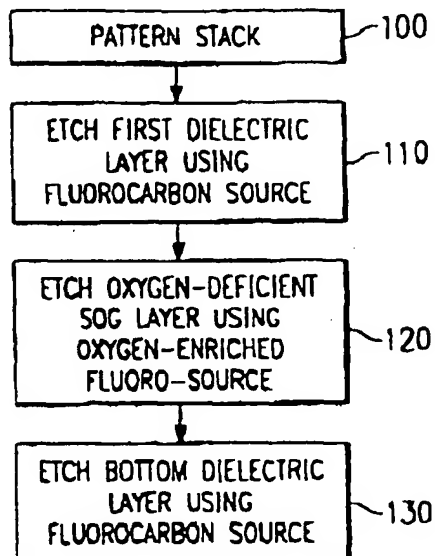 PATTERN STACK
100
ETCH FIRST DIELECTRIC
LAYER USING
FLUOROCARBON SOURCE
110
ETCH OXYGEN-DEFICIENT
SOG LAYER USING
OXYGEN-ENRICHED
FLUORO-SOURCE
120
ETCH BOTTOM DIELECTRIC
LAYER USING
FLUOROCARBON SOURCE
130